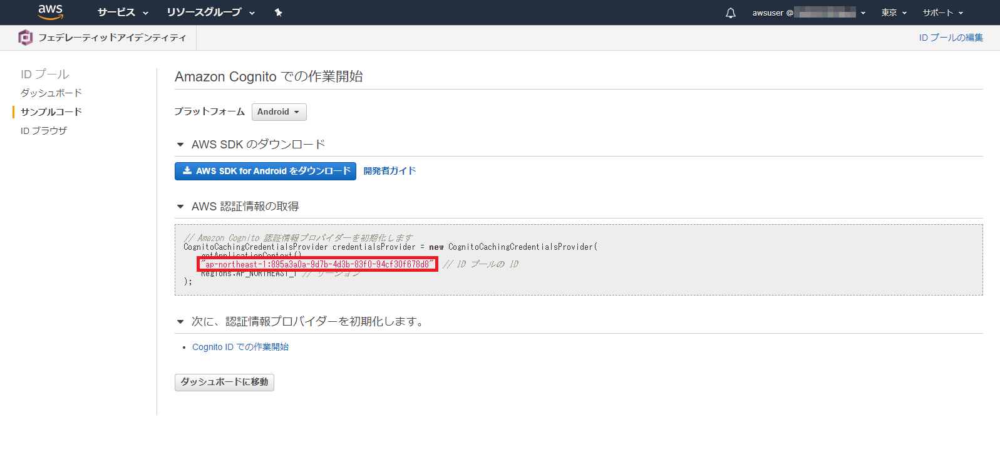 aws サービス リソースグループ awsuser @ 東京 サポート
フェデレーティッドアイデンティティ ID プールの編集
ID プール
ダッシュボード
サンプルコード
ID ブラウザ
Amazon Cognito での作業開始
プラットフォーム Android
AWS SDK のダウンロード
AWS SDK for Android をダウンロード 開発者ガイド
AWS 認証情報の取得
// Amazon Cognito 認証情報プロバイダーを初期化します
CognitoCachingCredentialsProvider credentialsProvider = new CognitoCachingCredentialsProvider(
getApplicationContext()
"ap-northeast-1:895a3a0a-9d7b-4d3b-83f0-94cf30f678d8" // ID プールの ID
Regions.AP_NORTHEAST_1 // リージョン
);
次に、認証情報プロバイダーを初期化します。
• Cognito ID での作業開始
ダッシュボードに移動